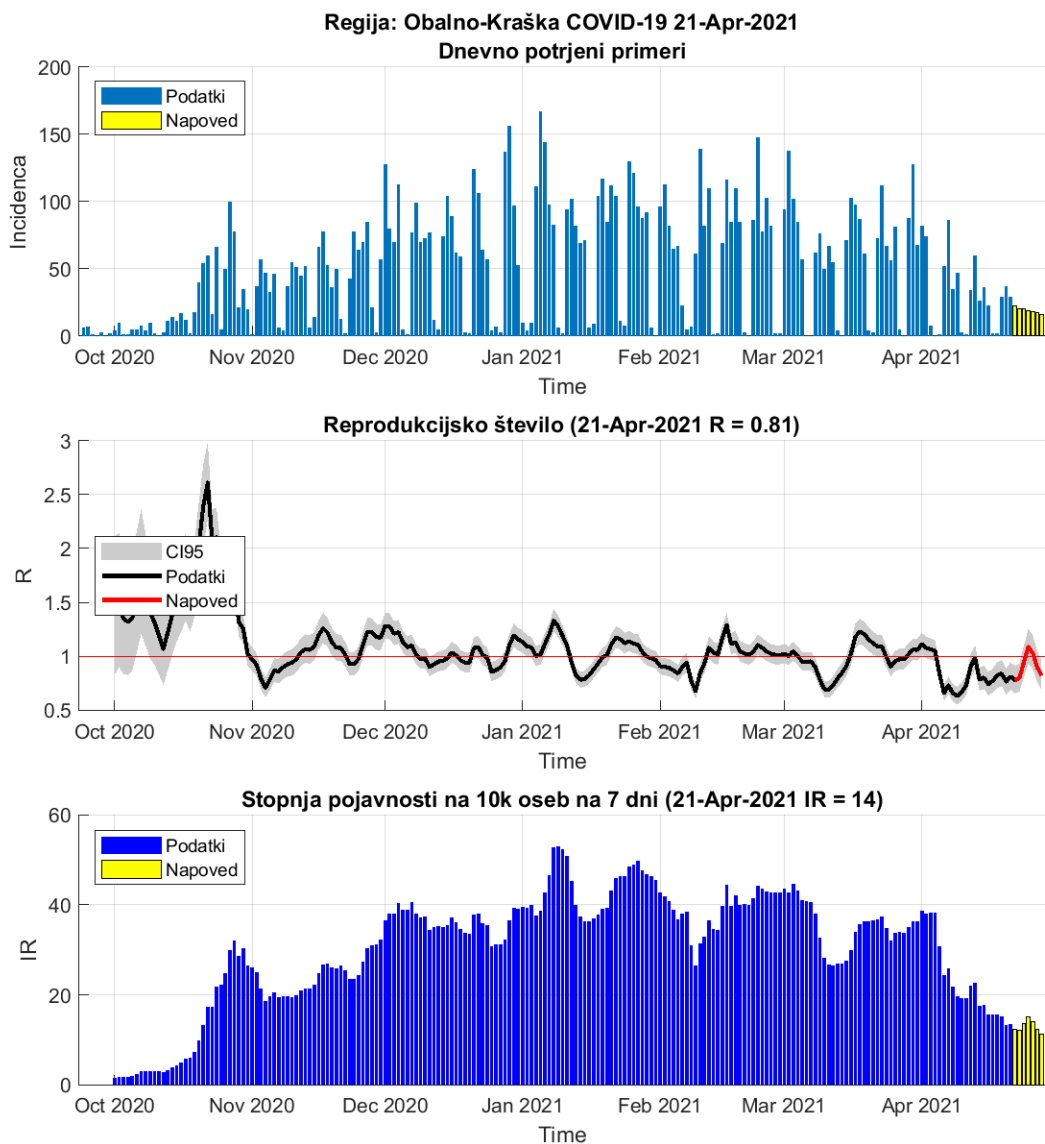 Regija: Obalno-Kraška COVID-19 21-Apr-2021
Dnevno potrjeni primeri
200
150
100
50
0
Incidenca
Podatki
Napoved
Oct 2020 Nov 2020 Dec 2020 Jan 2021 Feb 2021 Mar 2021 Apr 2021
Time
Reprodukcijsko število (21-Apr-2021 R = 0.81)
3
2.5
2
1.5
1
0.5
R
CI95
Podatki
Napoved
Oct 2020 Nov 2020 Dec 2020 Jan 2021 Feb 2021 Mar 2021 Apr 2021
Time
Stopnja pojavnosti na 10k oseb na 7 dni (21-Apr-2021 IR = 14)
60
40
20
0
IR
Podatki
Napoved
Oct 2020 Nov 2020 Dec 2020 Jan 2021 Feb 2021 Mar 2021 Apr 2021
Time